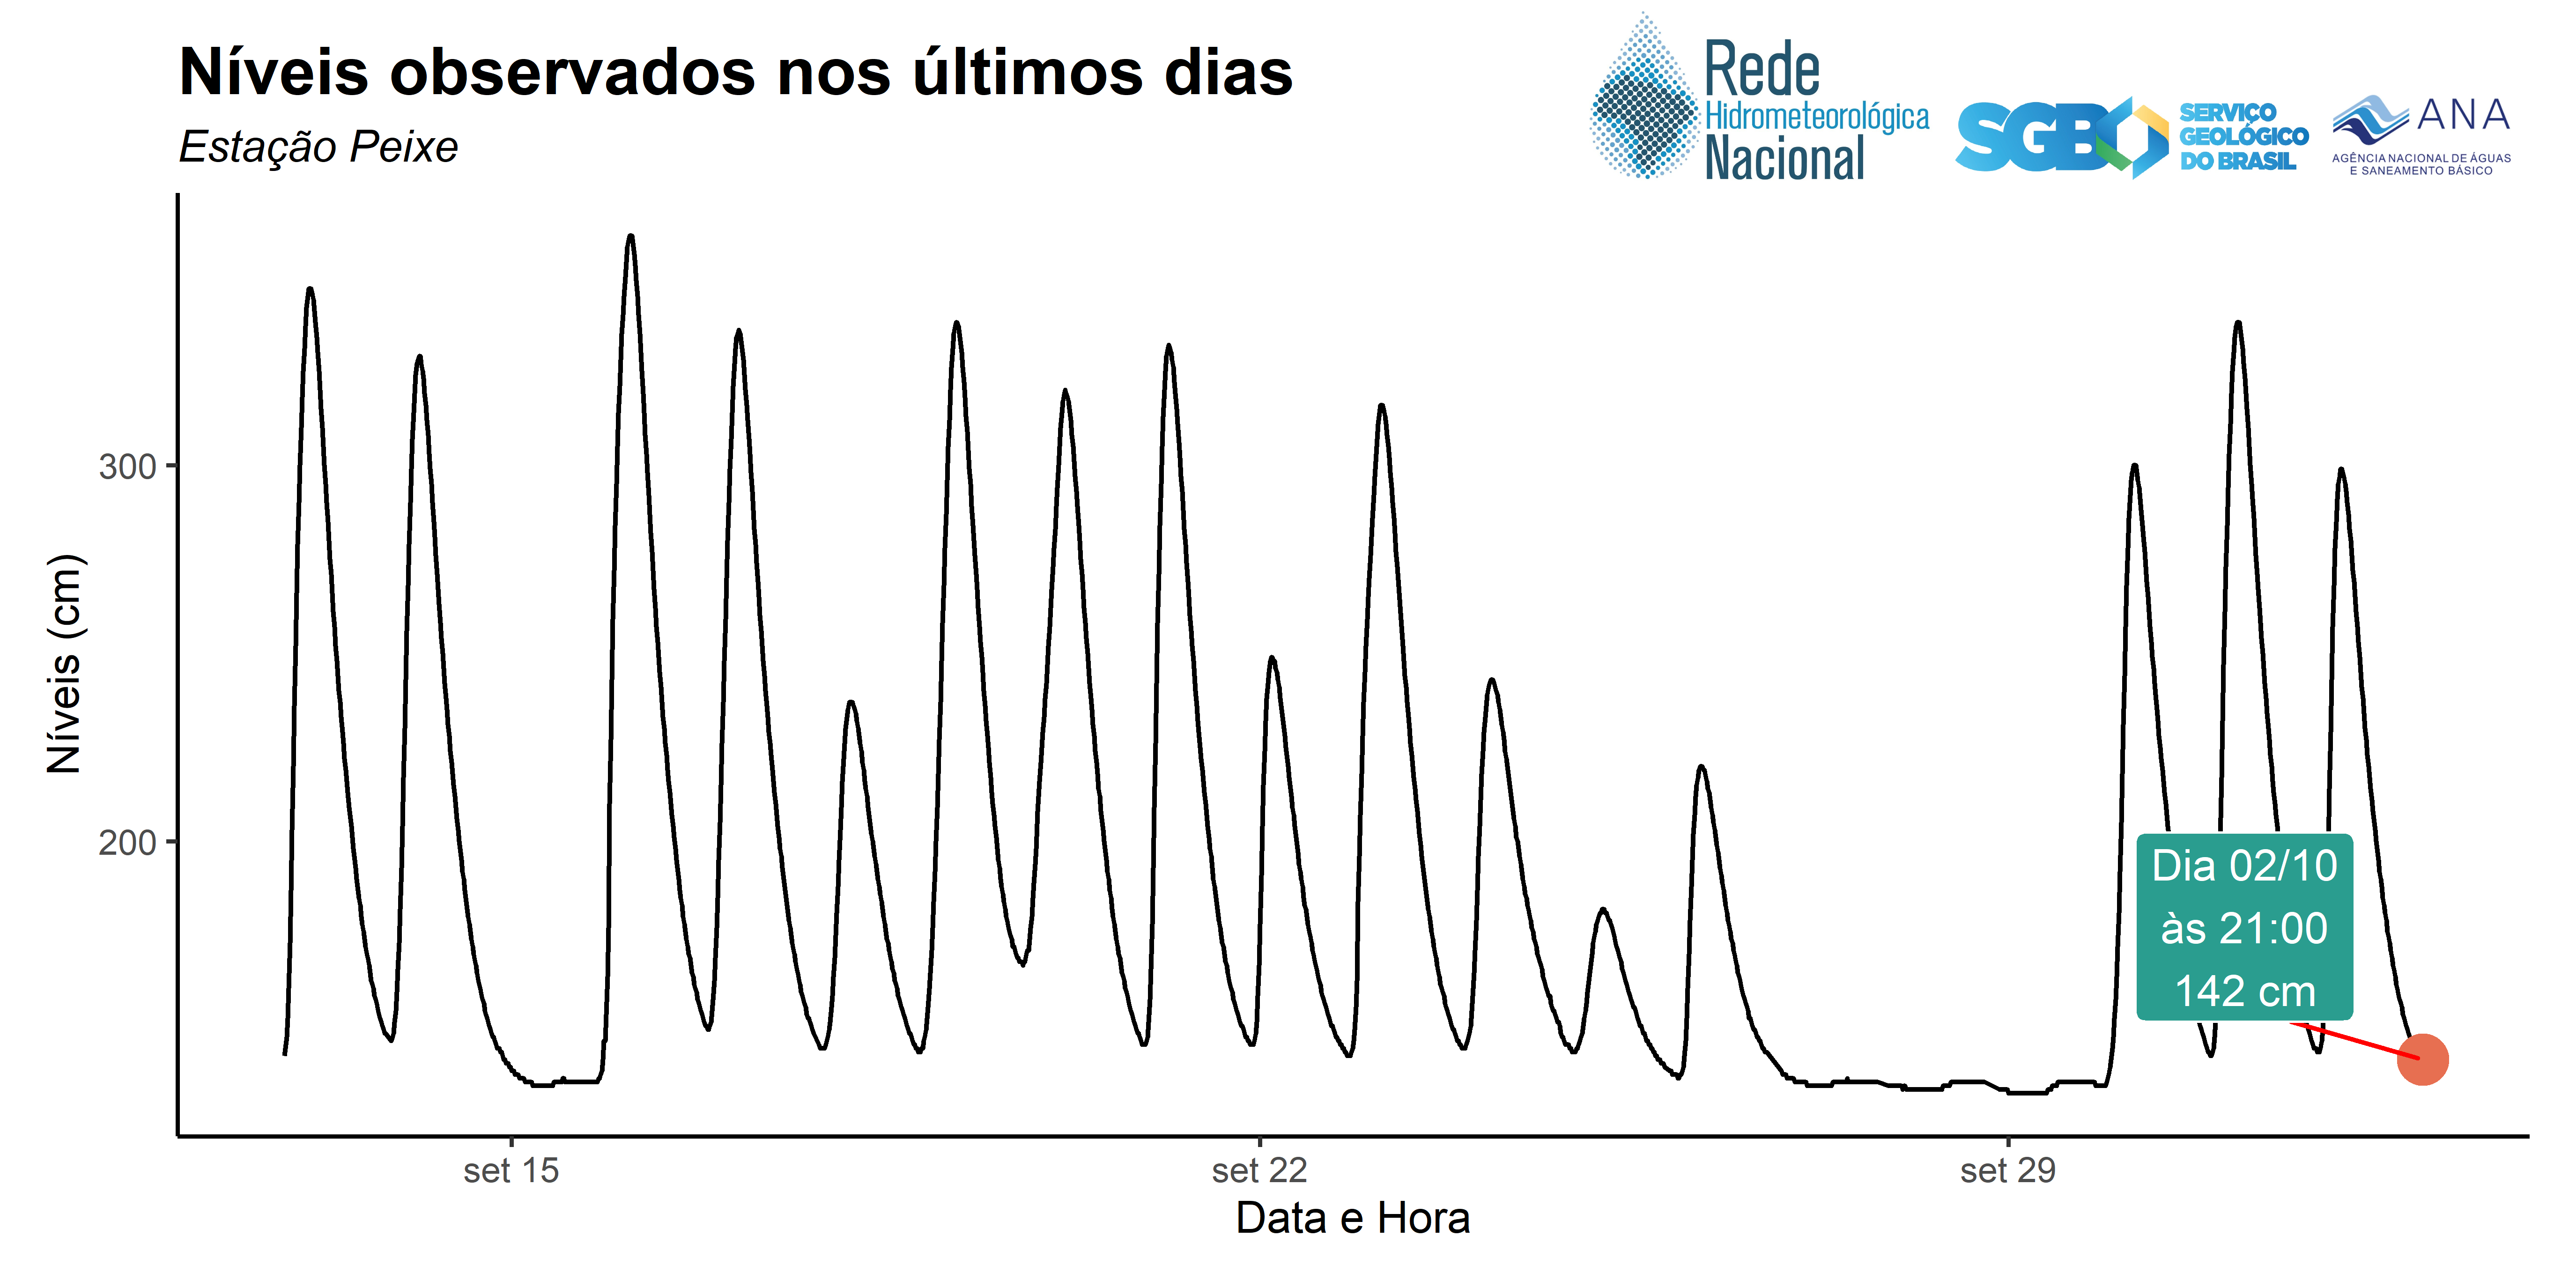 Níveis observados nos últimos dias
Estação Peixe
Rede
Hidrometeorológica
Nacional
SGB
SERVIÇO
GEOLÓGICO
DO BRASIL
ANA
AGÊNCIA NACIONAL DE ÁGUAS
E SANEAMENTO BÁSICO
Níveis (cm)
300
200
Dia 02/10
às 21:00
142 cm
set 15
set 22
set 29
Data e Hora